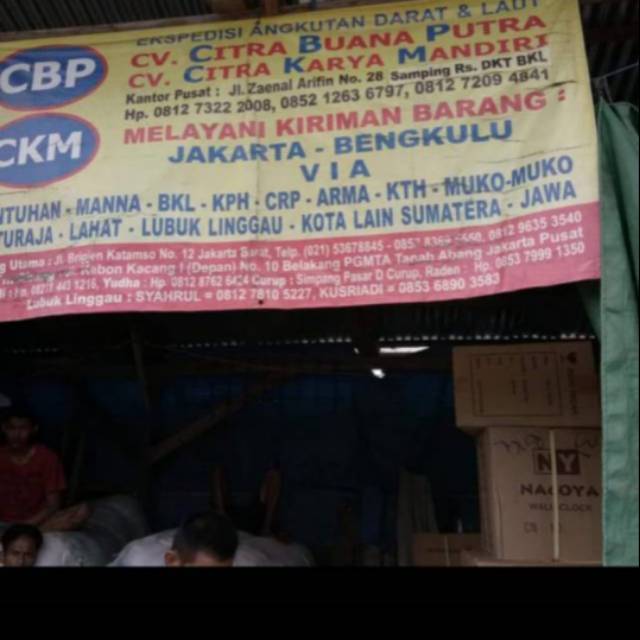 EKSPEDISI ANGKUTAN DARAT & LAUT
CBP
CV. CITRA BUANA PUTRA
CV. CITRA KARYA MANDIRI
Kantor Pusat : Jl. Zaenal Arifin No. 28 Samping Rs. DKT BKL
Hp. 0812 7322 2008, 0852 1263 6797, 0812 7209 4841
CKM
MELAYANI KIRIMAN BARANG :
JAKARTA - BENGKULU
VIA
NTUHAN - MANNA - BKL - KPH - CRP - ARMA - KTH - MUKO-MUKO
TURAJA - LAHAT - LUBUK LINGGAU - KOTA LAIN SUMATERA - JAWA
Utama : Jl Brigjen Katamso No. 12 Jakarta Barat, Telp. (021) 53678845 - 0812 9635 3540
Kebon Kacang I (Depan) No. 10 Belakang PGMTA Tanah Abang Jakarta Pusat
Yudha : Hp. 0812 8762 Curup : Simpang Pasar D Curup, Raden : Hp. 0853 7999 1350
Lubuk Linggau : SYAHRUL = 0812 5227, KUSRIADI = 0853 6890 3583
NY
NAGOYA
WALL CLOCK